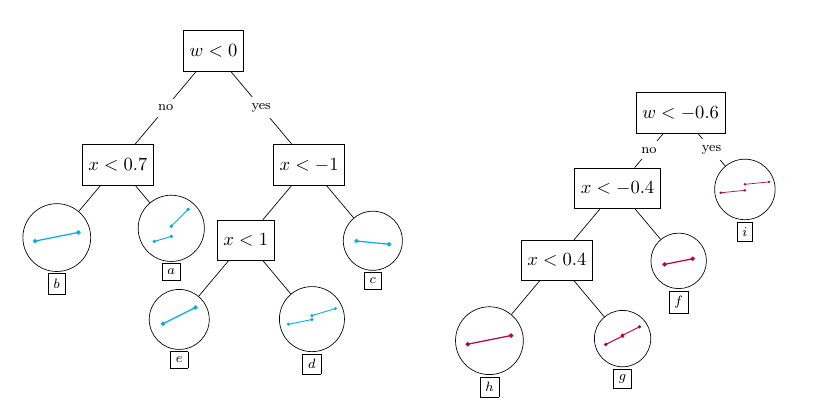 w < 0
no
yes
x < 0.7
x < −1
x < 1
b
a
c
e
d
w < −0.6
no
yes
x < −0.4
x < 0.4
i
f
h
g